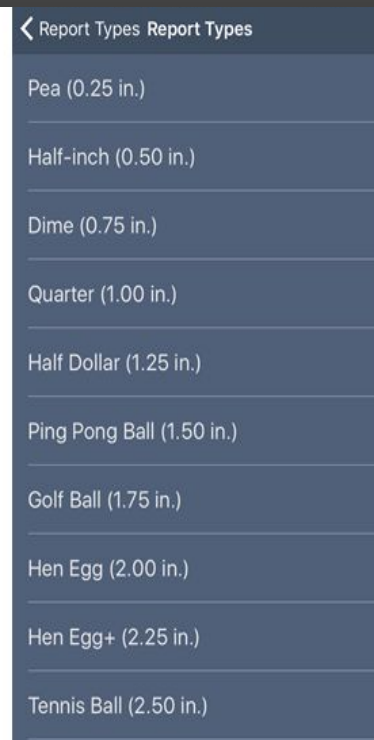 Report Types Report Types
Pea (0.25 in.)
Half-inch (0.50 in.)
Dime (0.75 in.)
Quarter (1.00 in.)
Half Dollar (1.25 in.)
Ping Pong Ball (1.50 in.)
Golf Ball (1.75 in.)
Hen Egg (2.00 in.)
Hen Egg+ (2.25 in.)
Tennis Ball (2.50 in.)